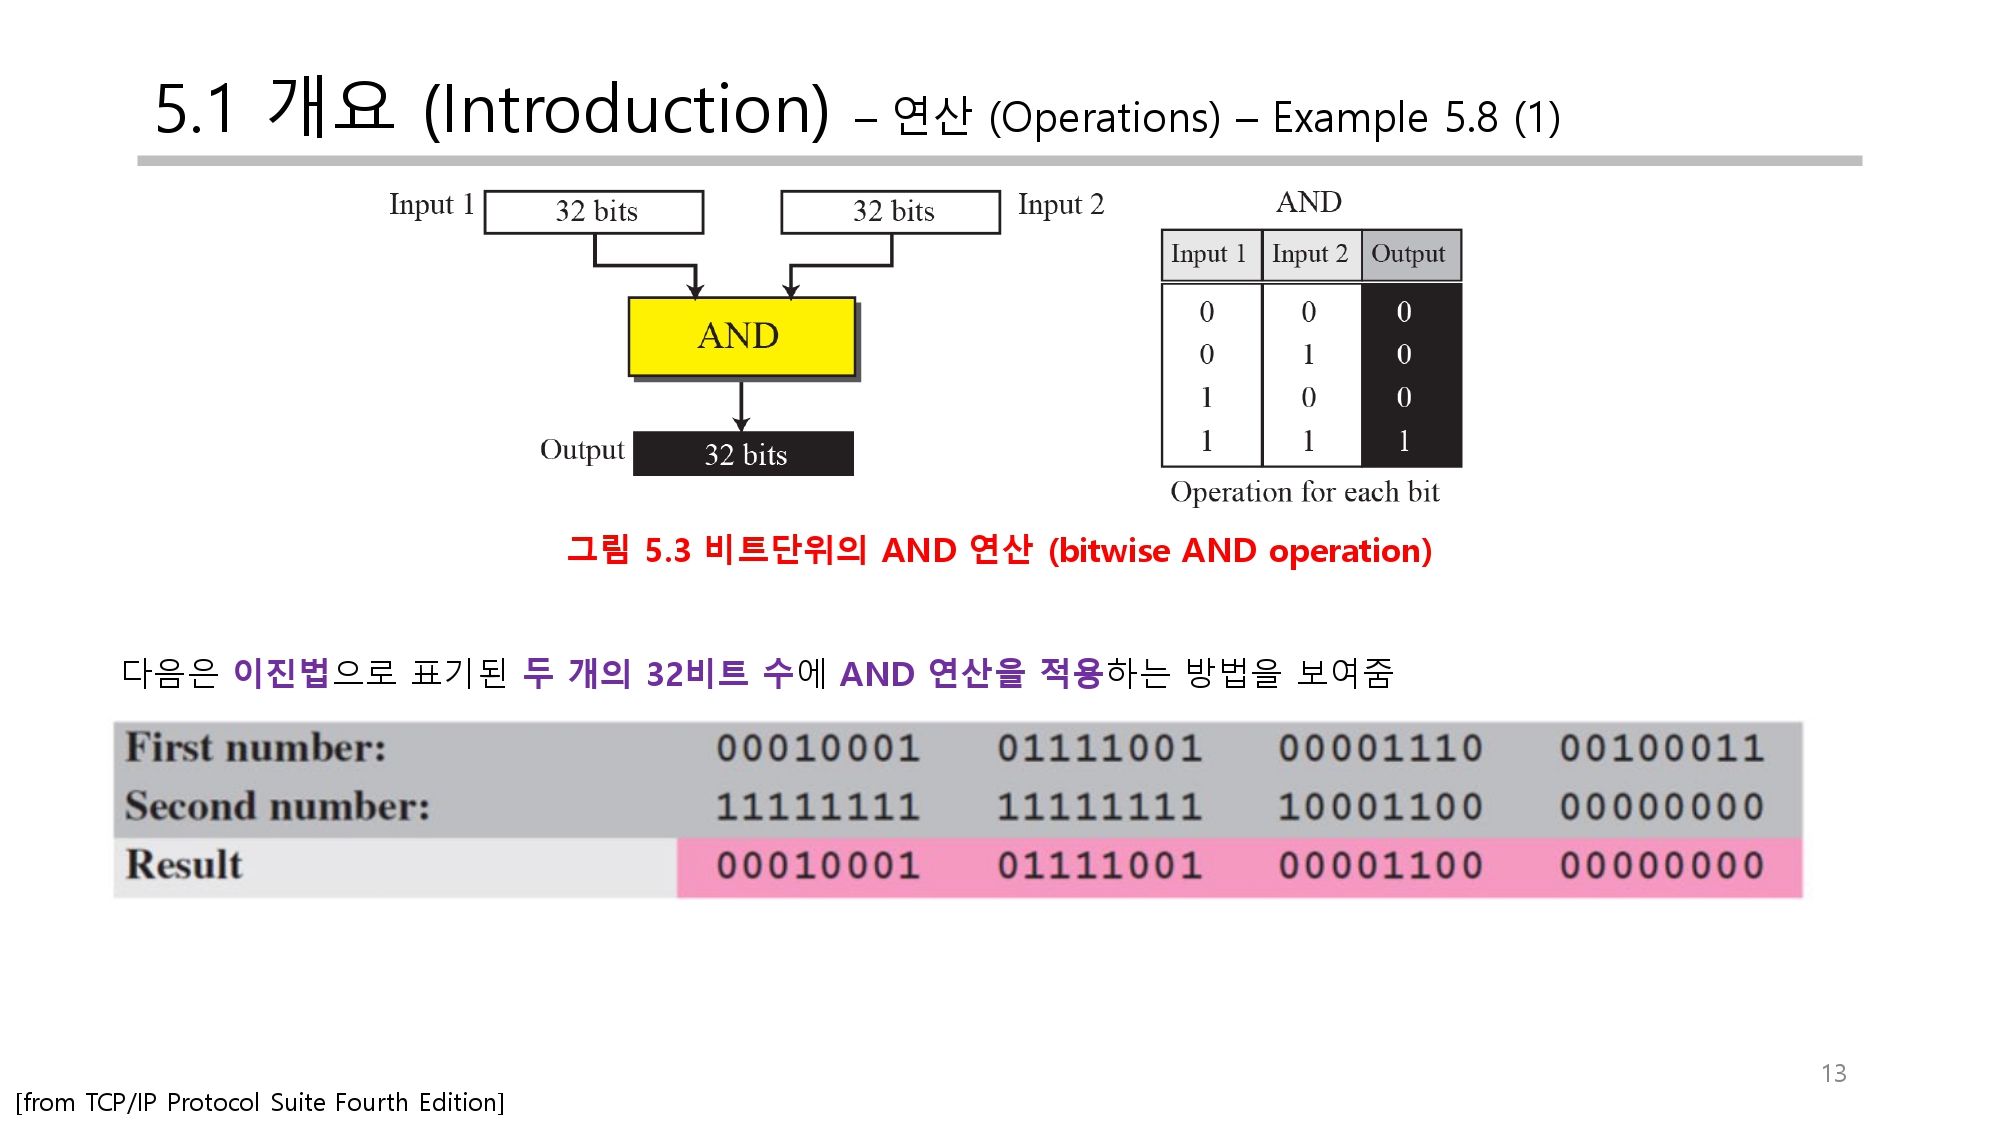 5.1 개요 (Introduction) – 연산 (Operations) – Example 5.8 (1)
Input 1 32 bits 32 bits Input 2
AND
Output 32 bits
AND
Input 1 Input 2 Output
0 0 0
0 1 0
1 0 0
1 1 1
Operation for each bit
그림 5.3 비트단위의 AND 연산 (bitwise AND operation)
다음은 이진법으로 표기된 두 개의 32비트 수에 AND 연산을 적용하는 방법을 보여줌
First number: 00010001 01111001 00001110 00100011
Second number: 11111111 11111111 10001100 00000000
Result 00010001 01111001 00001100 00000000
13
[from TCP/IP Protocol Suite Fourth Edition]